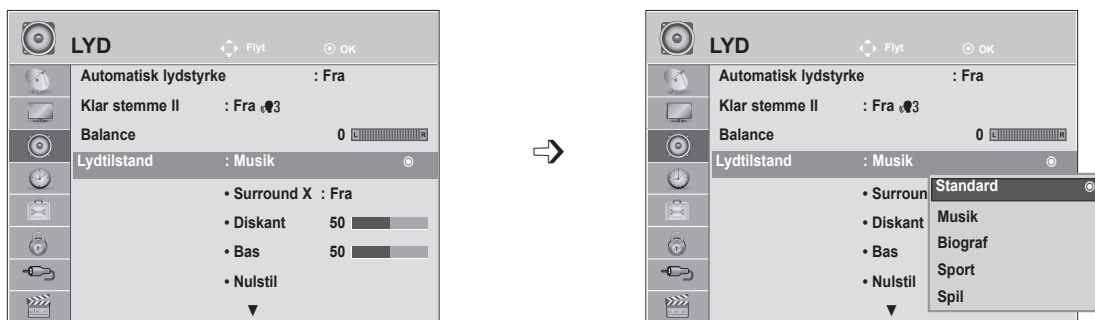 LYD Flyt OK
Automatisk lydstyrke : Fra
Klar stemme II : Fra 3
Balance 0 L R
Lydtilstand : Musik
• Surround X : Fra
• Diskant 50
• Bas 50
• Nulstil
▼
LYD Flyt OK
Automatisk lydstyrke : Fra
Klar stemme II : Fra 3
Balance 0 L R
Lydtilstand : Musik
• Surroun
• Diskant
• Bas
• Nulstil
▼
Standard
Musik
Biograf
Sport
Spil